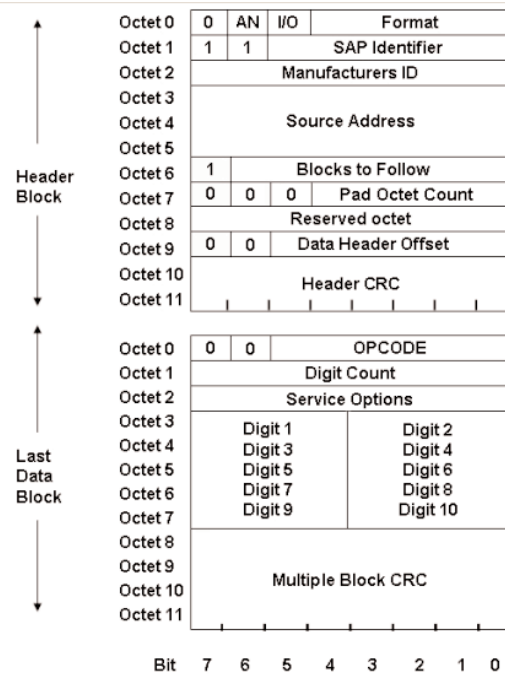 Octet 0 0 AN I/O Format
Octet 1 1 1 SAP Identifier
Octet 2 Manufacturers ID
Octet 3
Octet 4 Source Address
Octet 5
Octet 6 1 Blocks to Follow
Octet 7 0 0 0 Pad Octet Count
Octet 8 Reserved octet
Octet 9 0 0 Data Header Offset
Octet 10
Header CRC
Octet 11
Header
Block
Octet 0 0 0 OPCODE
Octet 1 Digit Count
Octet 2 Service Options
Octet 3 Digit 1 Digit 2
Octet 4 Digit 3 Digit 4
Octet 5 Digit 5 Digit 6
Octet 6 Digit 7 Digit 8
Octet 7 Digit 9 Digit 10
Octet 8
Octet 9
Multiple Block CRC
Octet 10
Octet 11
Last
Data
Block
Bit 7 6 5 4 3 2 1 0